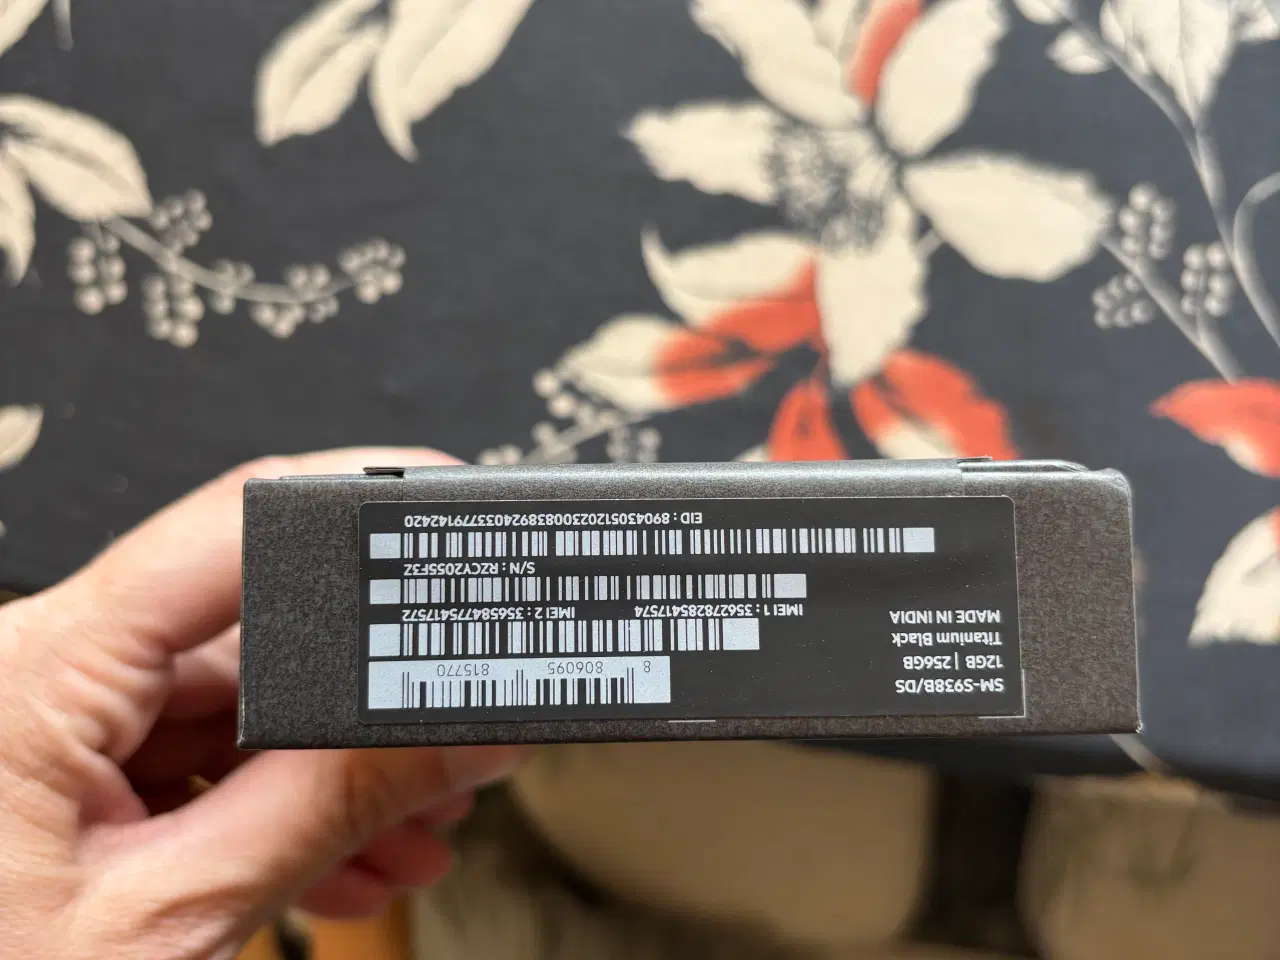 SM-S938B/DS
12GB | 256GB
Titanium Black
MADE IN INDIA
8 806095 815770
IMEI 1 : 356278285417574 IMEI 2 : 356584775417572
S/N : RZCY2055F3Z
EID : 89043051202300838924033779142420